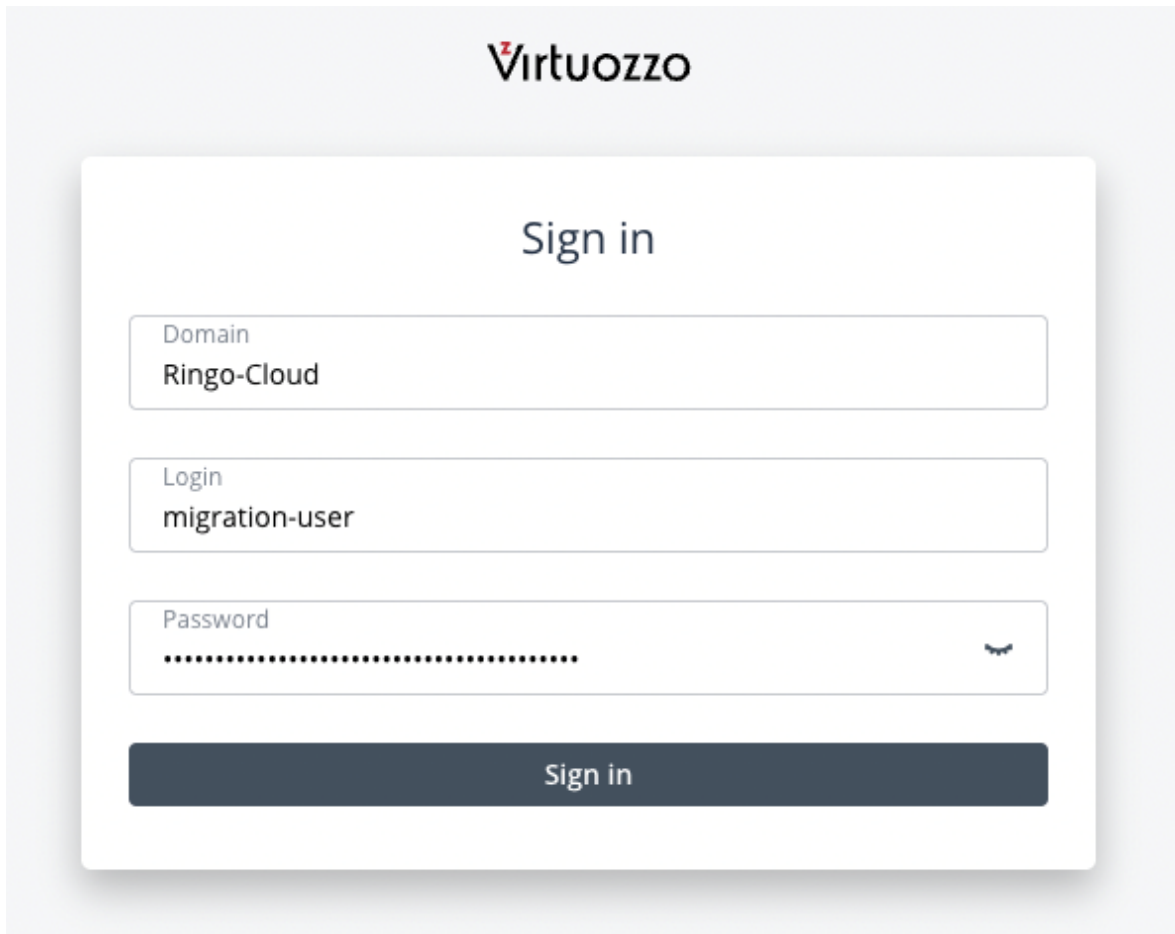 Virtuozzo
Sign in
Domain
Ringo-Cloud
Login
migration-user
Password
••••••••••••••••••••••••••••••••••••••••
Sign in